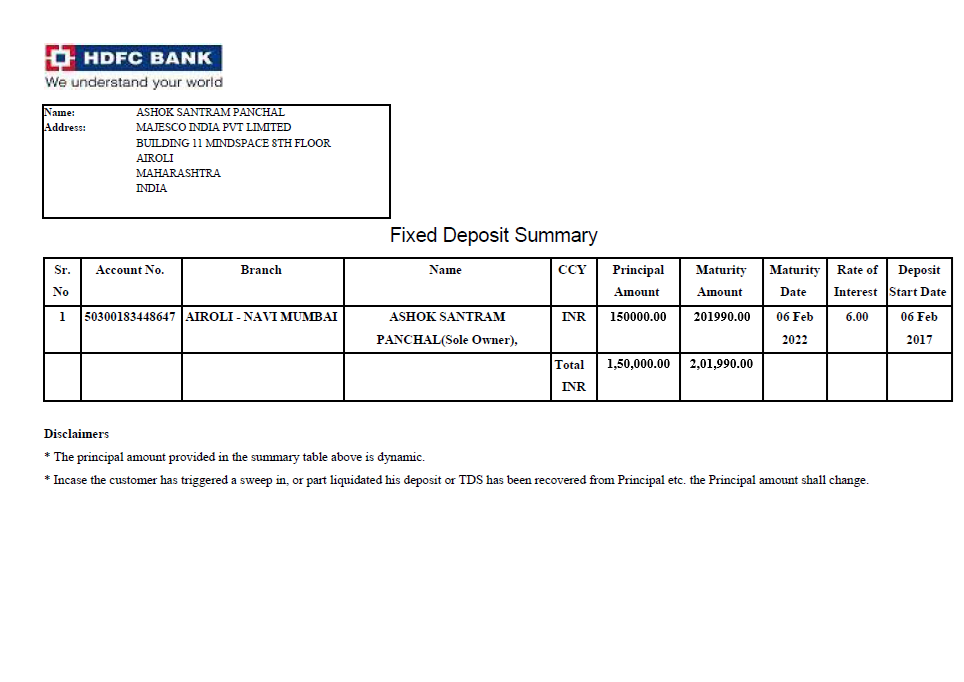 HDFC BANK
We understand your world
Name: ASHOK SANTRAM PANCHAL
Address: MAJESCO INDIA PVT LIMITED
BUILDING 11 MINDSPACE 8TH FLOOR
AIROLI
MAHARASHTRA
INDIA
Fixed Deposit Summary
Sr. Account No. Branch Name CCY Principal Maturity Maturity Rate of Deposit
No Amount Amount Date Interest Start Date
1 50300183448647 AIROLI - NAVI MUMBAI ASHOK SANTRAM INR 150000.00 201990.00 06 Feb 6.00 06 Feb
PANCHAL(Sole Owner), 2022 2017
Total 1,50,000.00 2,01,990.00
INR
Disclaimers
* The principal amount provided in the summary table above is dynamic.
* Incase the customer has triggered a sweep in, or part liquidated his deposit or TDS has been recovered from Principal etc. the Principal amount shall change.